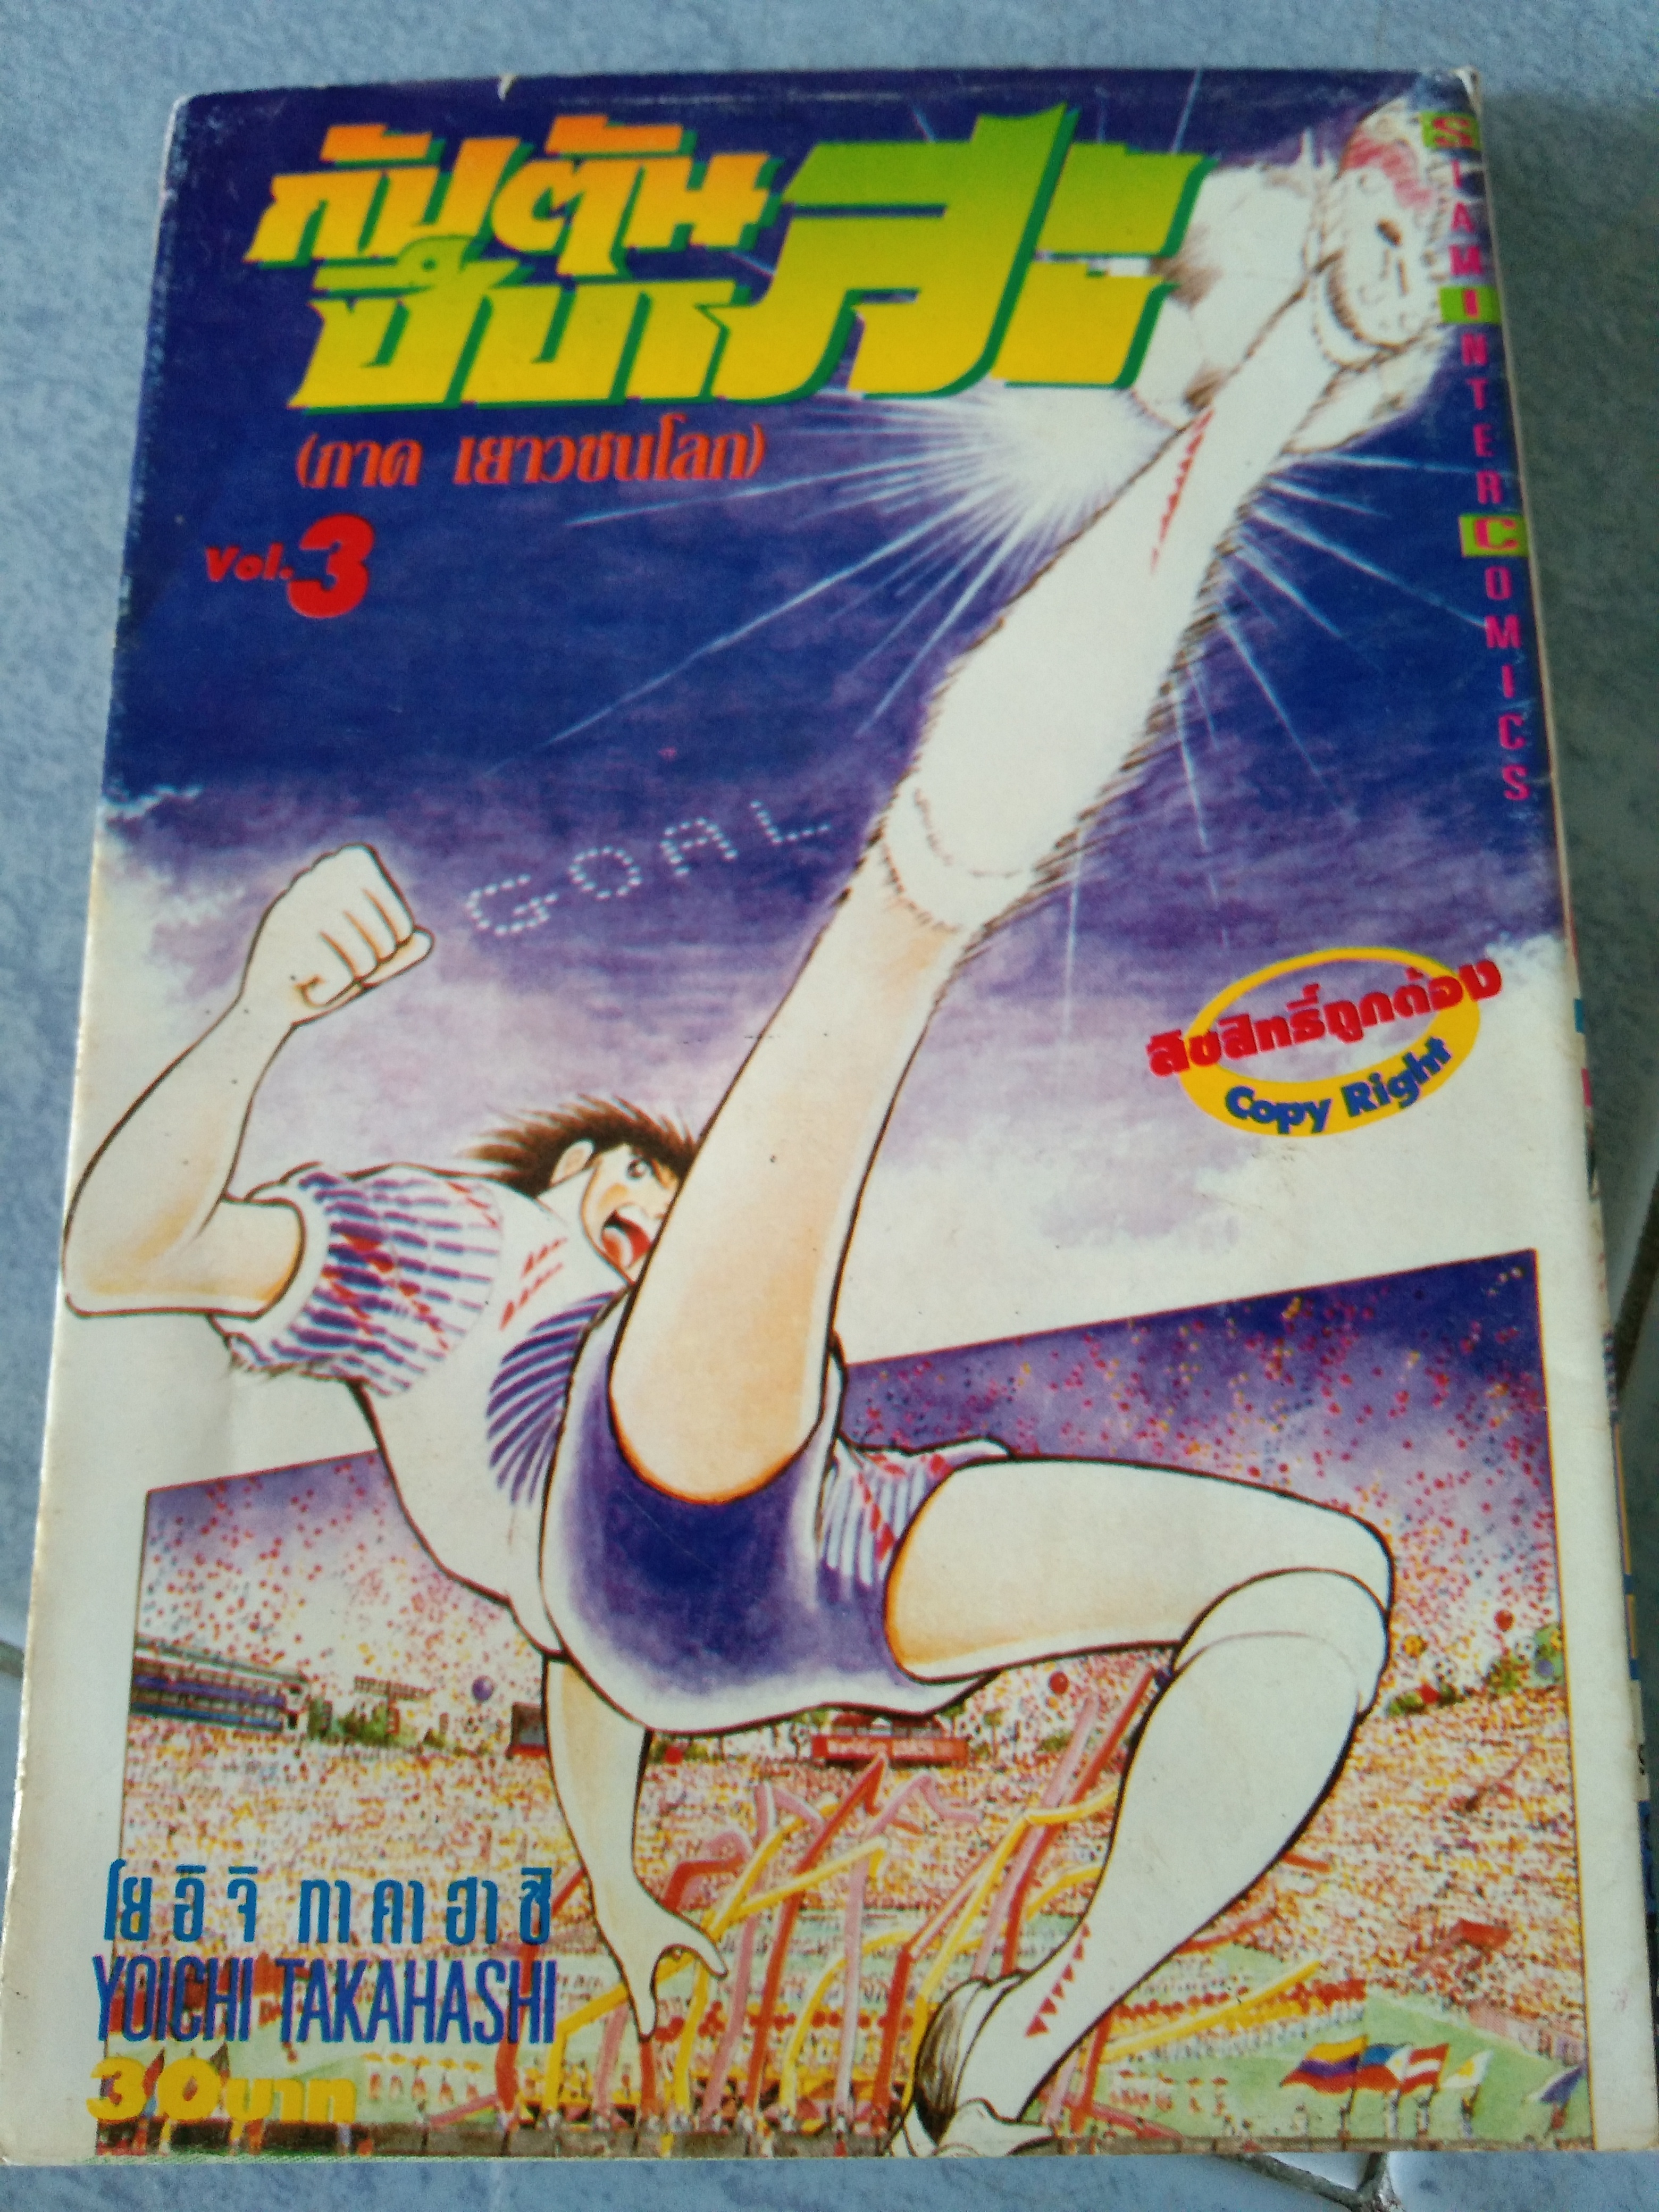 กัปตัน
ซึบาสะ
(ภาค เยาวชนโลก)
Vol.3
SIAM INTER COMICS
GOAL
ลิขสิทธิ์ถูกต้อง
Copy Right
โยอิจิ ทาคาฮาชิ
YOICHI TAKAHASHI
30บาท